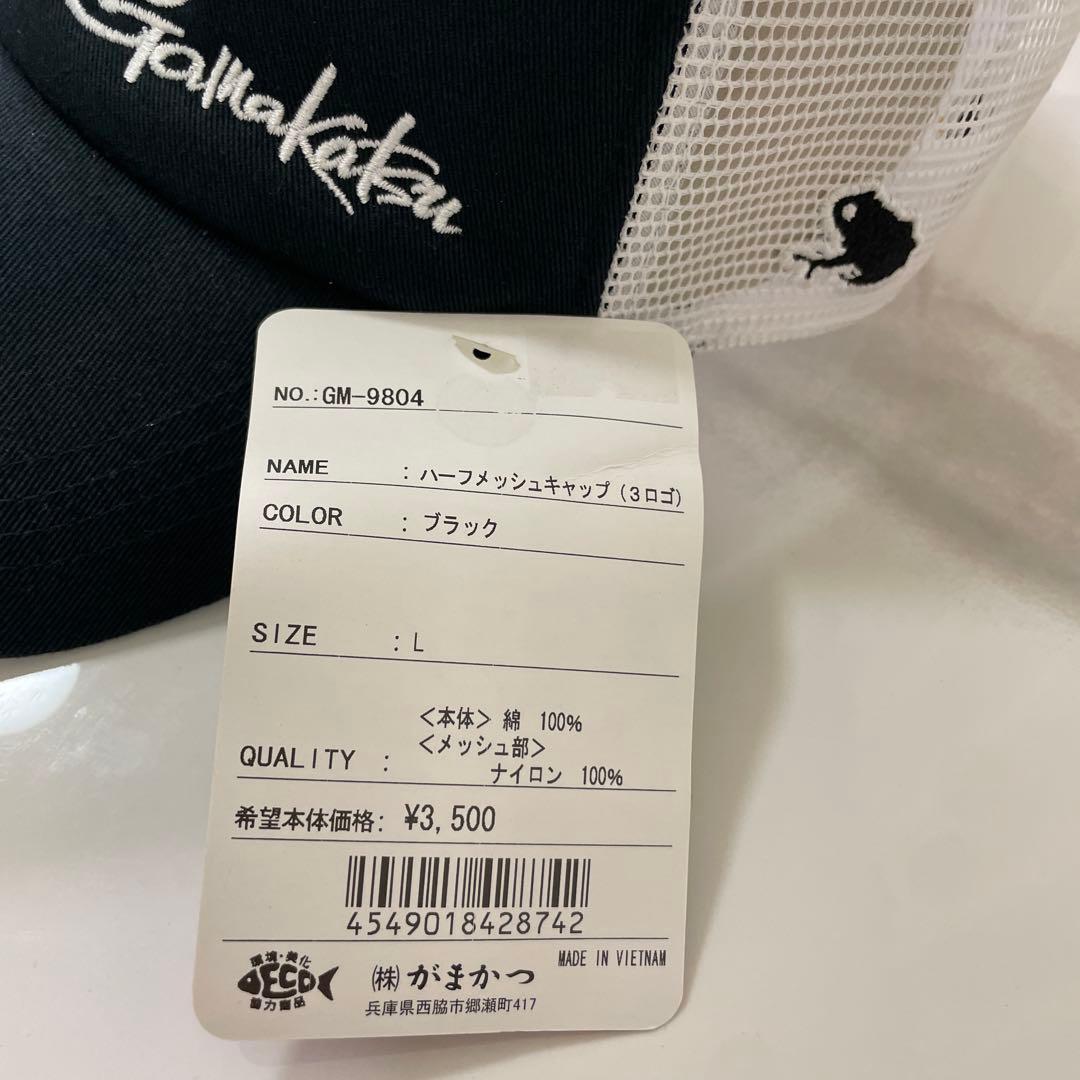 Gamakatsu
NO.:GM-9804
NAME : ハーフメッシュキャップ(3ロゴ)
COLOR : ブラック
SIZE : L
<本体> 綿 100%
<メッシュ部>
QUALITY : ナイロン 100%
希望本体価格: ¥3,500
4549018428742
MADE IN VIETNAM
環境・美化
ECO
協力商品
(株) がまかつ
兵庫県西脇市郷瀬町417